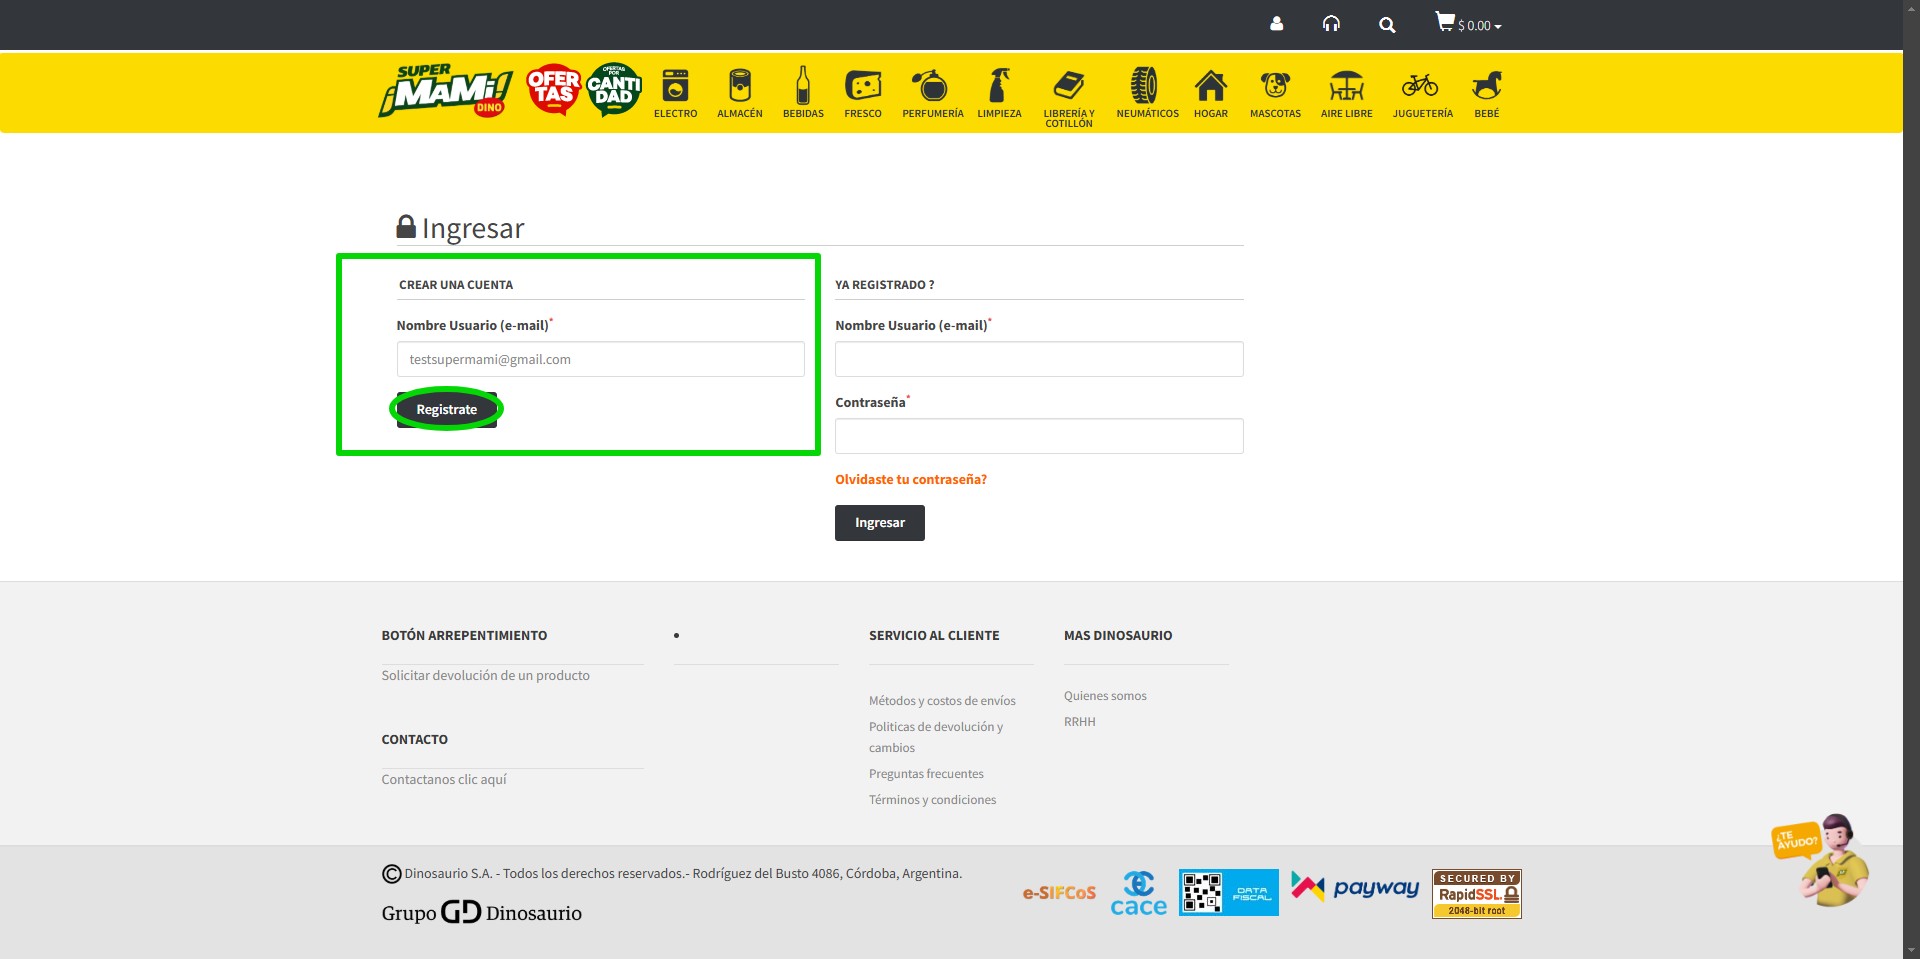 $ 0.00
SUPER
¡MAMi!
DINO
OFER
TAS
OFERTAS POR
CANTI
DAD
ELECTRO
ALMACÉN
BEBIDAS
FRESCO
PERFUMERÍA
LIMPIEZA
LIBRERÍA Y
COTILLÓN
NEUMÁTICOS
HOGAR
MASCOTAS
AIRE LIBRE
JUGUETERÍA
BEBÉ
Ingresar
CREAR UNA CUENTA
Nombre Usuario (e-mail)*
testsupermami@gmail.com
Registrate
YA REGISTRADO ?
Nombre Usuario (e-mail)*
Contraseña*
Olvidaste tu contraseña?
Ingresar
BOTÓN ARREPENTIMIENTO
Solicitar devolución de un producto
CONTACTO
Contactanos clic aquí
SERVICIO AL CLIENTE
Métodos y costos de envíos
Politicas de devolución y
cambios
Preguntas frecuentes
Términos y condiciones
MAS DINOSAURIO
Quienes somos
RRHH
¿TE
AYUDO?
© Dinosaurio S.A. - Todos los derechos reservados.- Rodríguez del Busto 4086, Córdoba, Argentina.
Grupo GD Dinosaurio
e-SIFCoS
cace
DATA
FISCAL
payway
SECURED BY
RapidSSL
2048-bit root